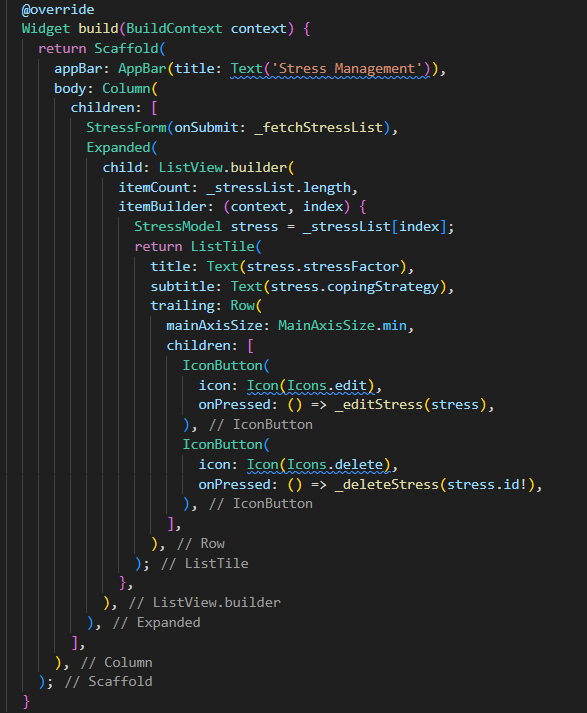 @override
Widget build(BuildContext context) {
  return Scaffold(
    appBar: AppBar(title: Text('Stress Management')),
    body: Column(
      children: [
        StressForm(onSubmit: _fetchStressList),
        Expanded(
          child: ListView.builder(
            itemCount: _stressList.length,
            itemBuilder: (context, index) {
              StressModel stress = _stressList[index];
              return ListTile(
                title: Text(stress.stressFactor),
                subtitle: Text(stress.copingStrategy),
                trailing: Row(
                  mainAxisSize: MainAxisSize.min,
                  children: [
                    IconButton(
                      icon: Icon(Icons.edit),
                      onPressed: () => _editStress(stress),
                    ), // IconButton
                    IconButton(
                      icon: Icon(Icons.delete),
                      onPressed: () => _deleteStress(stress.id!),
                    ), // IconButton
                  ],
                ), // Row
              ); // ListTile
            },
          ), // ListView.builder
        ), // Expanded
      ],
    ), // Column
  ); // Scaffold
}